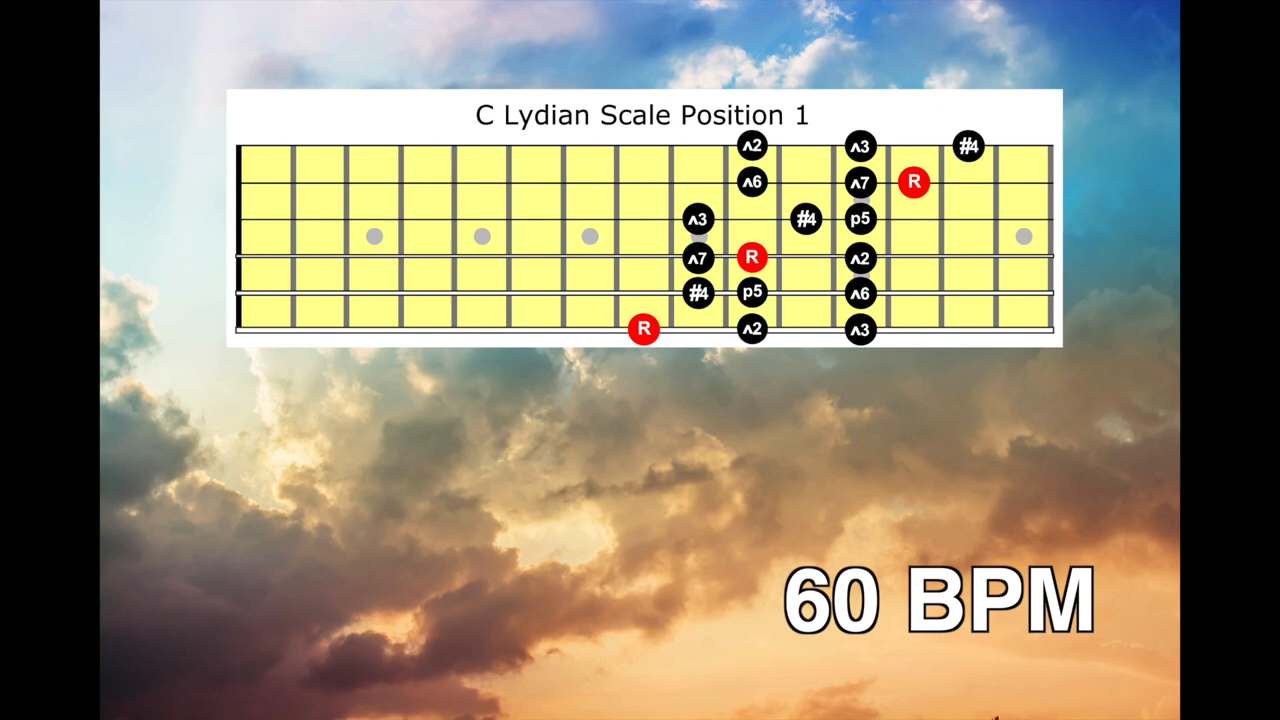 C Lydian Scale Position 1
^2 ^3 #4
^6 ^7 R
^3 #4 p5
^7 R ^2
#4 p5 ^6
R ^2 ^3
60 BPM